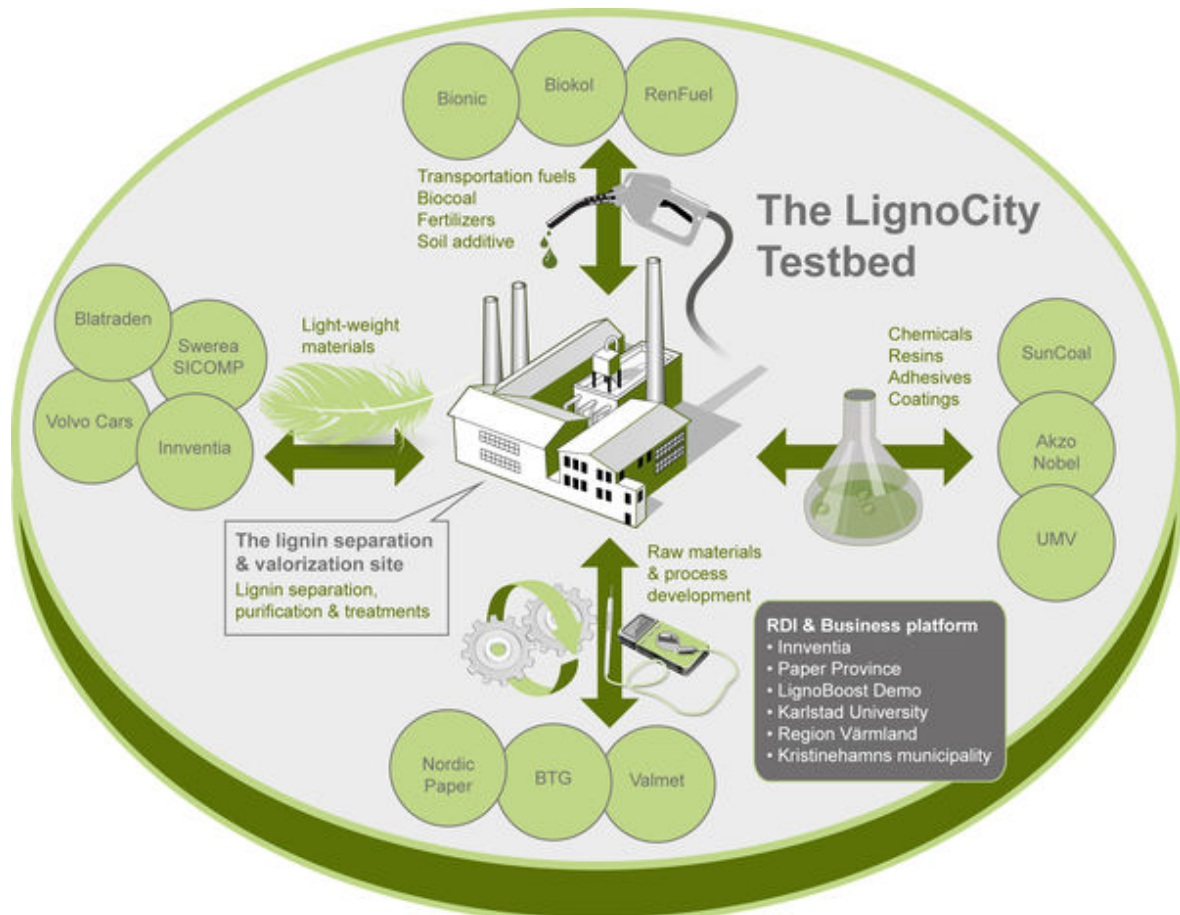 Bionic
Biokol
RenFuel
Transportation fuels
Biocoal
Fertilizers
Soil additive
The LignoCity
Testbed
Blatraden
Swerea
SICOMP
Volvo Cars
Innventia
Light-weight
materials
Chemicals
Resins
Adhesives
Coatings
SunCoal
Akzo
Nobel
UMV
The lignin separation
& valorization site
Lignin separation,
purification & treatments
Raw materials
& process
development
RDI & Business platform
• Innventia
• Paper Province
• LignoBoost Demo
• Karlstad University
• Region Värmland
• Kristinehamns municipality
Nordic
Paper
BTG
Valmet